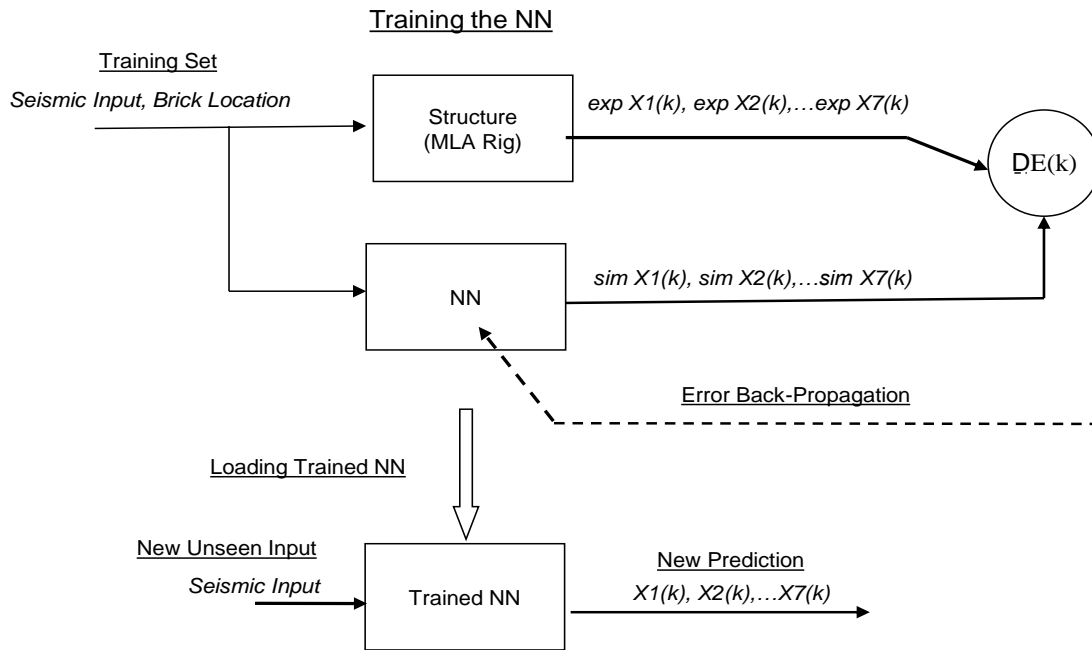 Training the NN
Training Set
Seismic Input, Brick Location
Structure
(MLA Rig)
exp X1(k), exp X2(k),...exp X7(k)
DE(k)
NN
sim X1(k), sim X2(k),...sim X7(k)
Error Back-Propagation
Loading Trained NN
New Unseen Input
Seismic Input
Trained NN
New Prediction
X1(k), X2(k),...X7(k)